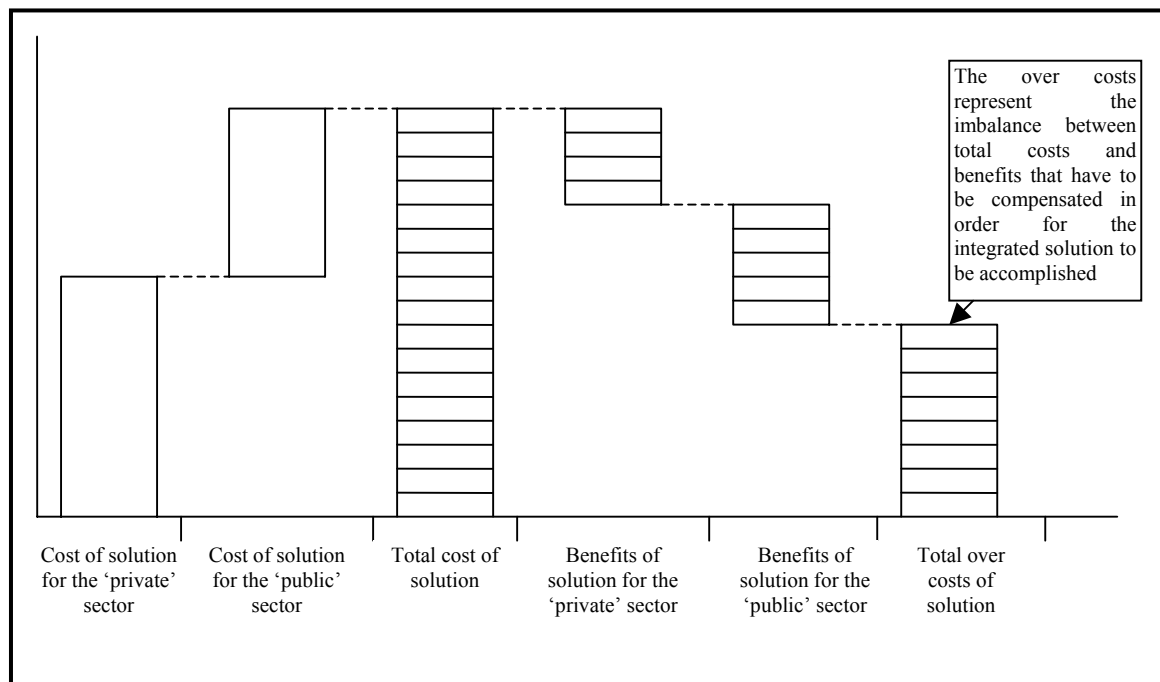 The over costs
represent the
imbalance between
total costs and
benefits that have to
be compensated in
order for the
integrated solution to
be accomplished
Cost of solution
for the ‘private’
sector
Cost of solution
for the ‘public’
sector
Total cost of
solution
Benefits of
solution for the
‘private’ sector
Benefits of
solution for the
‘public’ sector
Total over
costs of
solution